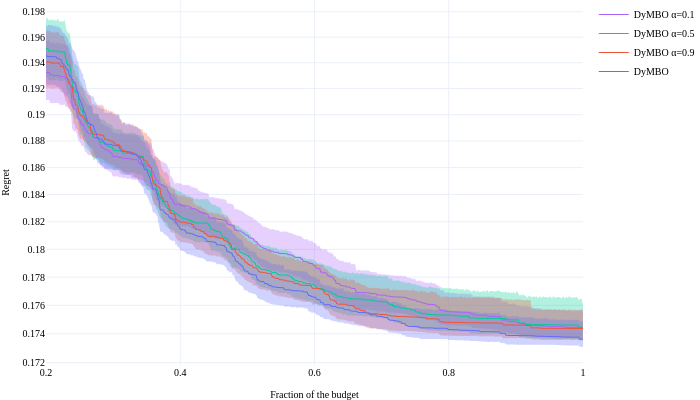 0.198
0.196
0.194
0.192
0.19
0.188
0.186
0.184
0.182
0.18
0.178
0.176
0.174
0.172
Regret
0.2 0.4 0.6 0.8 1
Fraction of the budget
DyMBO α=0.1
DyMBO α=0.5
DyMBO α=0.9
DyMBO